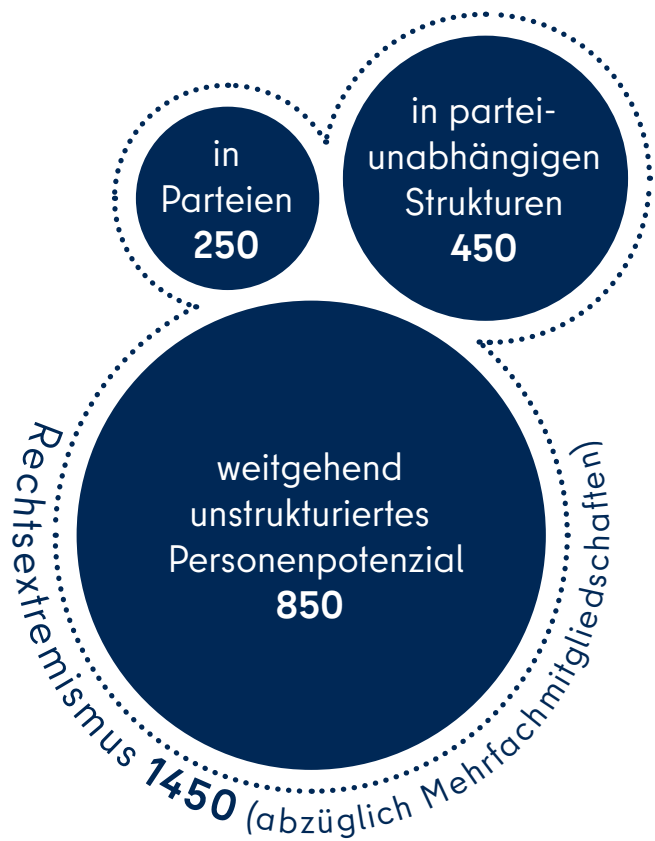 in
Parteien
250
in partei-
unabhängigen
Strukturen
450
weitgehend
unstrukturiertes
Personenpotenzial
850
Rechtsextremismus 1450 (abzüglich Mehrfachmitgliedschaften)